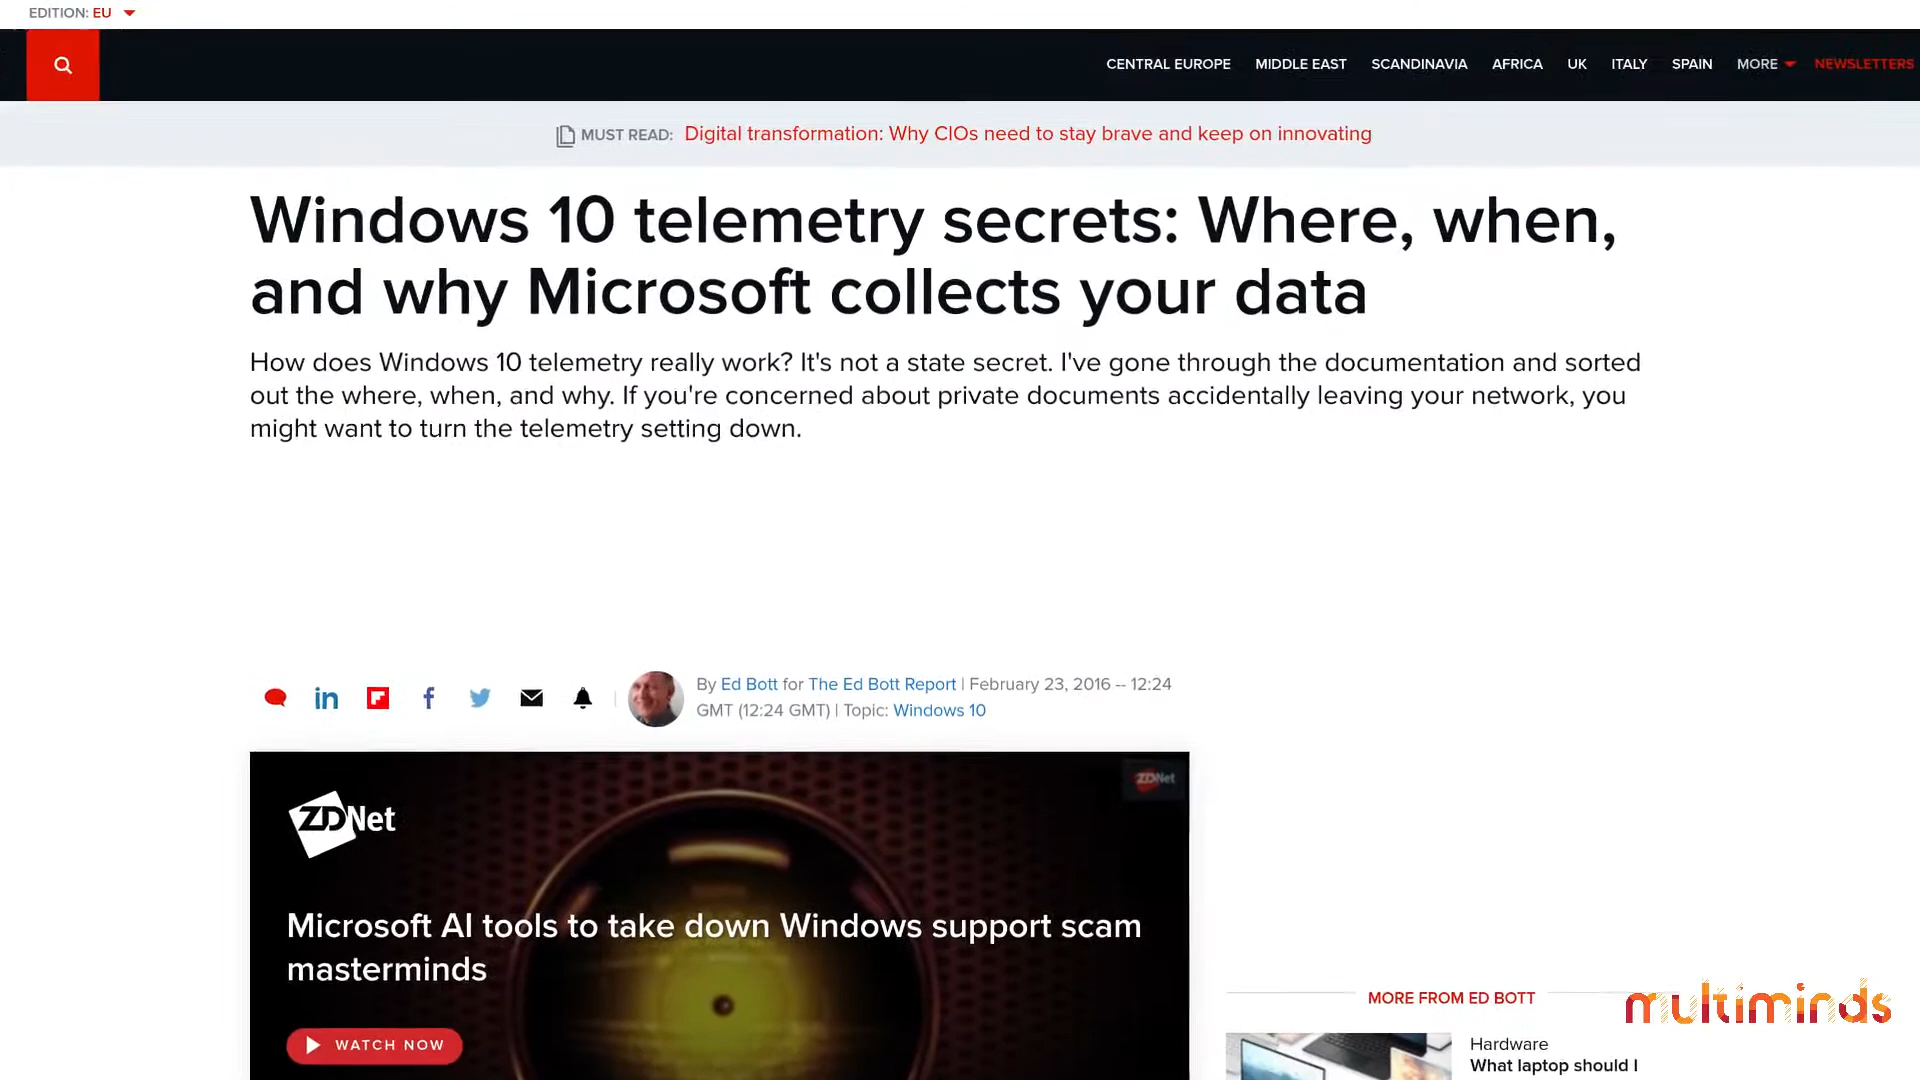 EDITION: EU
CENTRAL EUROPE MIDDLE EAST SCANDINAVIA AFRICA UK ITALY SPAIN MORE NEWSLETTERS
MUST READ: Digital transformation: Why CIOs need to stay brave and keep on innovating
Windows 10 telemetry secrets: Where, when,
and why Microsoft collects your data
How does Windows 10 telemetry really work? It's not a state secret. I've gone through the documentation and sorted
out the where, when, and why. If you're concerned about private documents accidentally leaving your network, you
might want to turn the telemetry setting down.
By Ed Bott for The Ed Bott Report | February 23, 2016 -- 12:24
GMT (12:24 GMT) | Topic: Windows 10
ZDNet
ZDNet
Microsoft AI tools to take down Windows support scam
masterminds
WATCH NOW
MORE FROM ED BOTT
multiminds
Hardware
What laptop should I